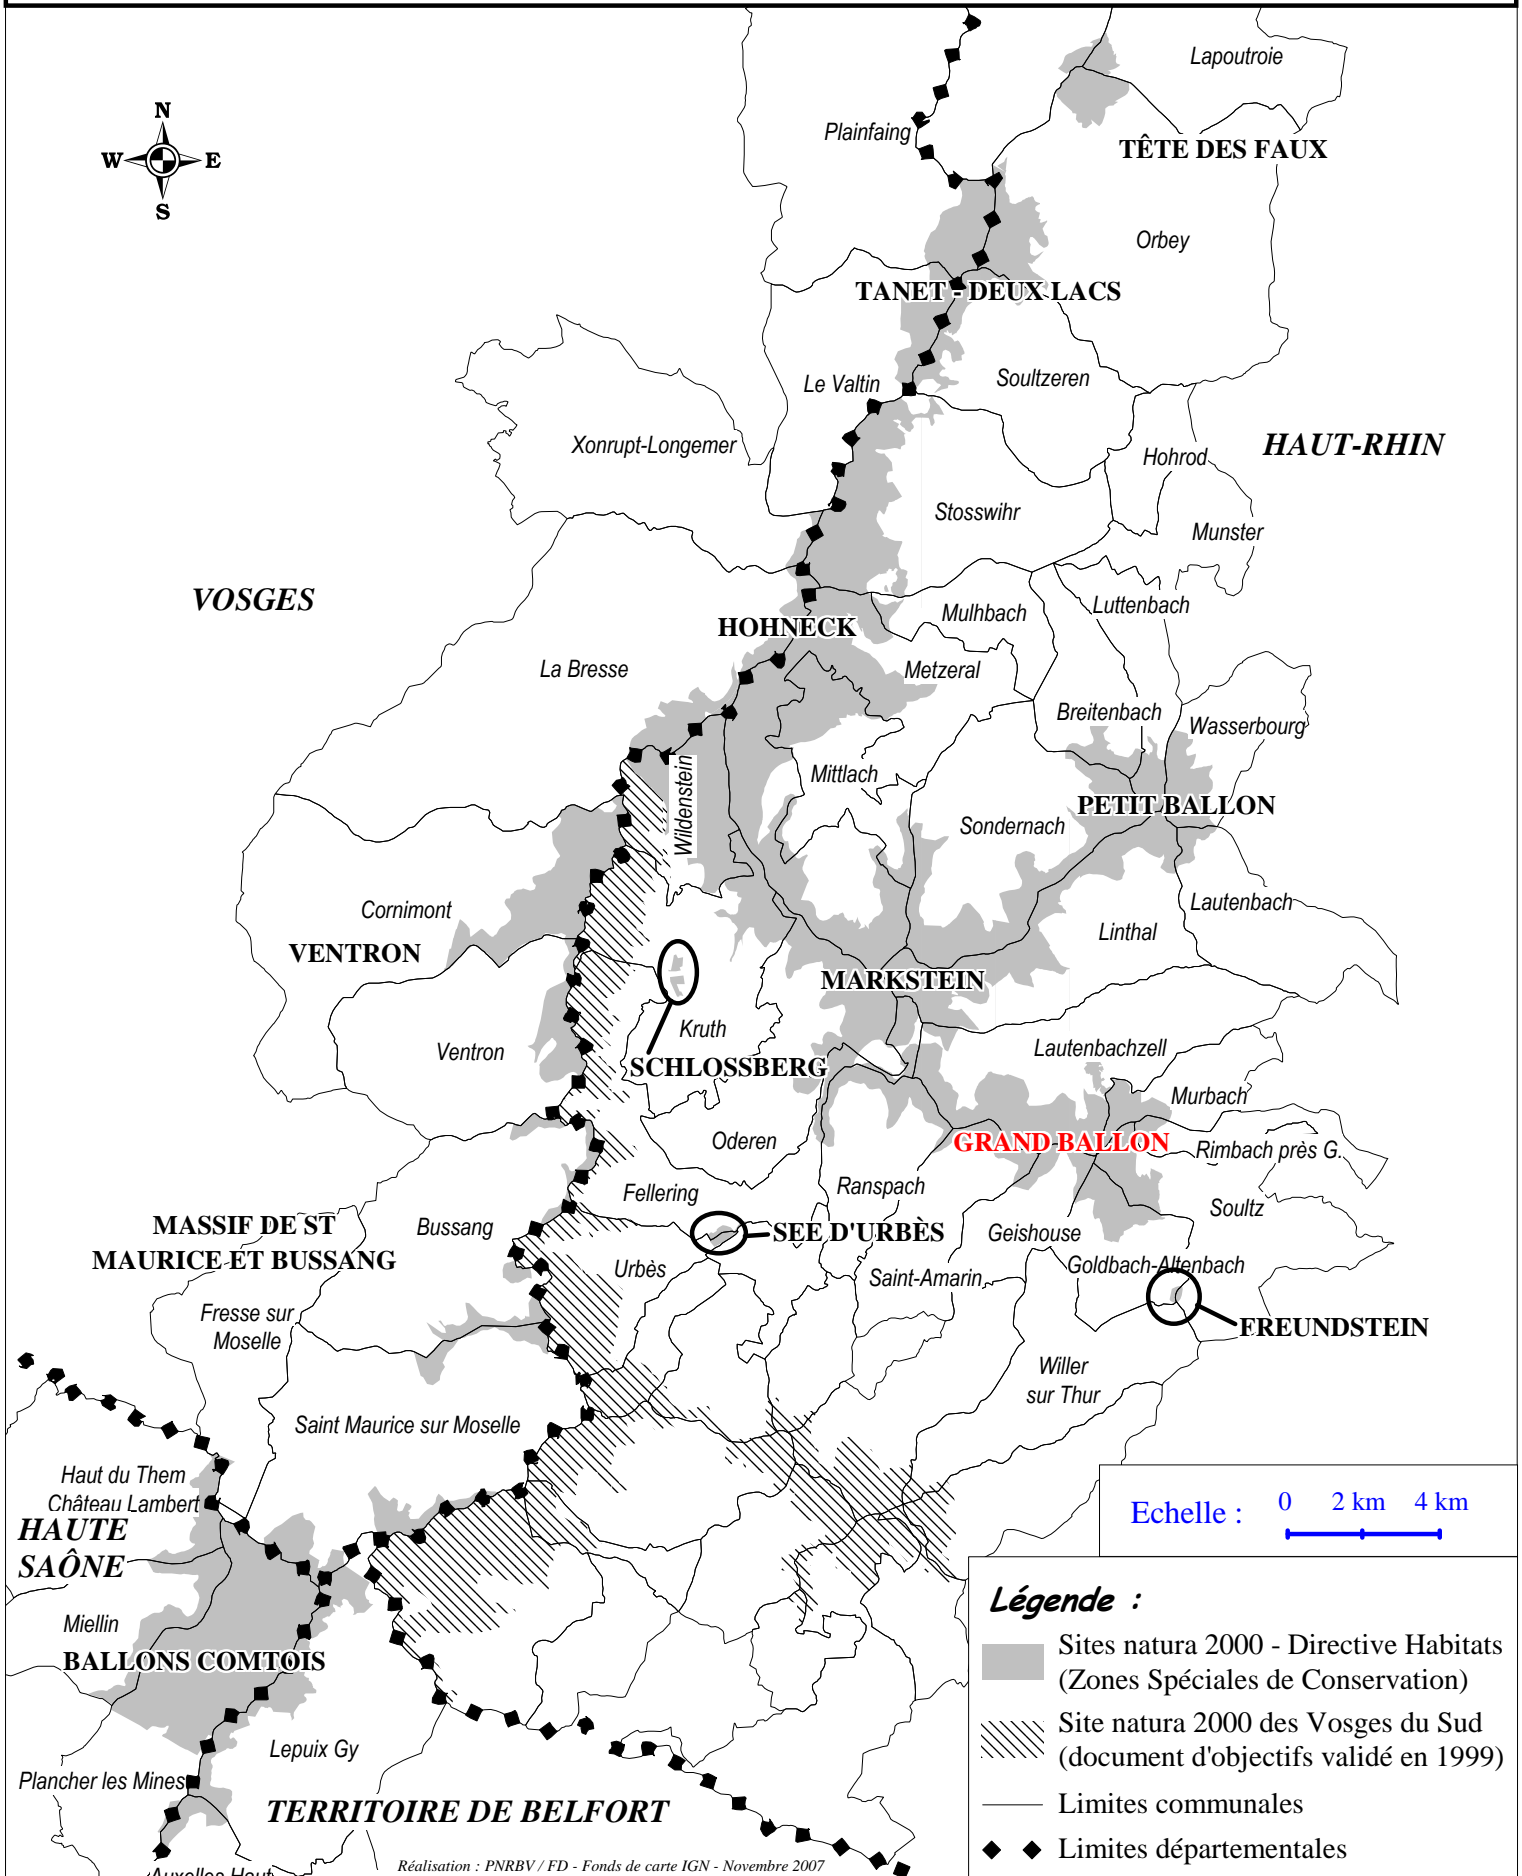 Lapoutroie
N
W E
S
Plainfaing
TÊTE DES FAUX
Orbey
TANET - DEUX LACS
Le Valtin
Soultzeren
Xonrupt-Longemer
HAUT-RHIN
Hohrod
Stosswihr
Munster
VOSGES
Mulhbach
Luttenbach
HOHNECK
La Bresse
Metzeral
Breitenbach
Wasserbourg
Mittlach
Wildenstein
PETIT BALLON
Sondernach
Cornimont
Lautenbach
Linthal
VENTRON
MARKSTEIN
Kruth
Ventron
Lautenbachzell
SCHLOSSBERG
Murbach
Oderen
GRAND BALLON
Rimbach près G.
Fellering
Ranspach
Soultz
MASSIF DE ST
MAURICE ET BUSSANG
Bussang
SEE D'URBÈS
Geishouse
Urbès
Saint-Amarin
Goldbach-Altenbach
Fresse sur
Moselle
FREUNDSTEIN
Willer
sur Thur
Saint Maurice sur Moselle
Haut du Them
Château Lambert
HAUTE
SAÔNE
Echelle : 0 2 km 4 km
Miellin
BALLONS COMTOIS
Lepuix Gy
Plancher les Mines
TERRITOIRE DE BELFORT
Auxelles Haut
Légende :
Sites natura 2000 - Directive Habitats
(Zones Spéciales de Conservation)
Site natura 2000 des Vosges du Sud
(document d'objectifs validé en 1999)
Limites communales
Limites départementales
Réalisation : PNRBV / FD - Fonds de carte IGN - Novembre 2007